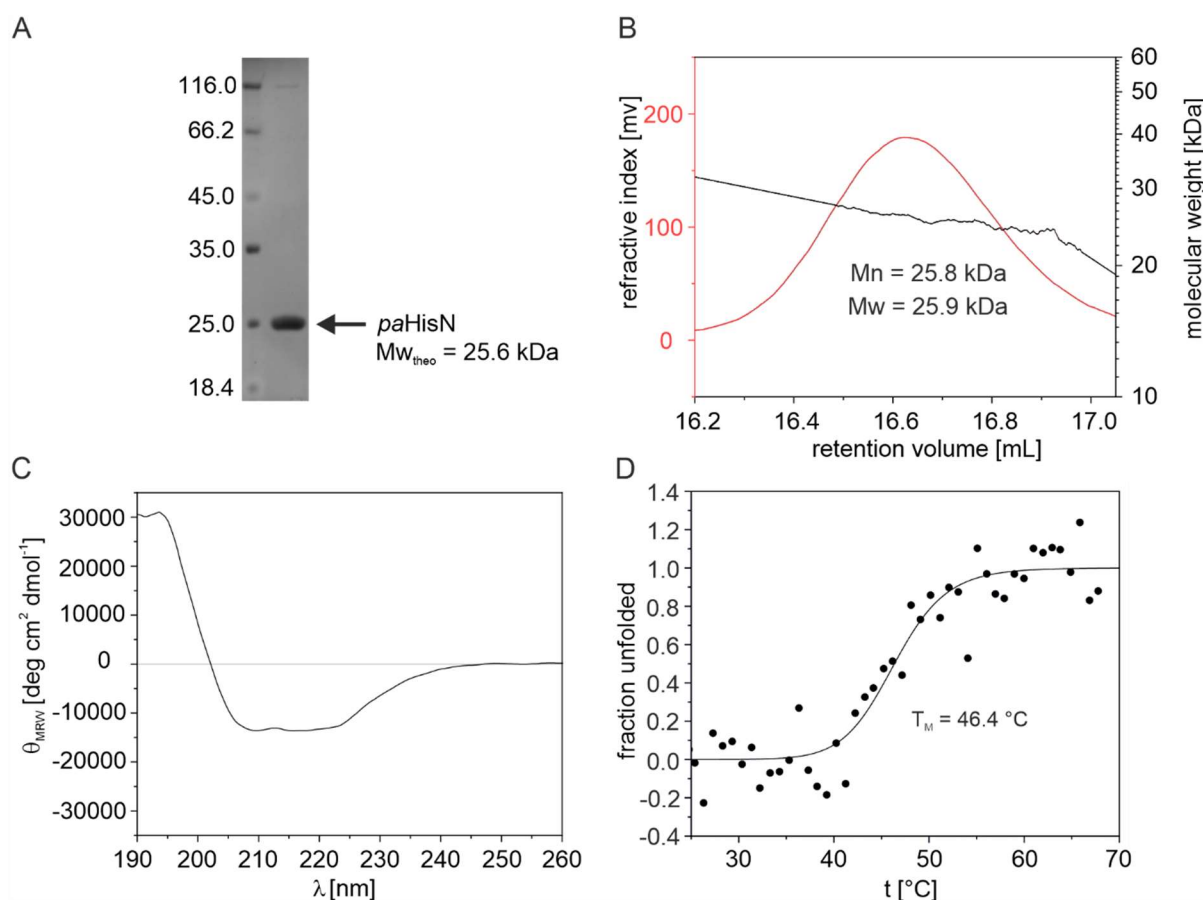 A
116.0
66.2
45.0
35.0
25.0
18.4
paHisN
Mwtheo = 25.6 kDa
B
refractive index [mv]
200
100
0
Mn = 25.8 kDa
Mw = 25.9 kDa
60
50
40
30
20
10
molecular weight [kDa]
16.2 16.4 16.6 16.8 17.0
retention volume [mL]
C
θMRW [deg cm² dmol⁻¹]
30000
20000
10000
0
-10000
-20000
-30000
190 200 210 220 230 240 250 260
λ [nm]
D
fraction unfolded
1.4
1.2
1.0
0.8
0.6
0.4
0.2
0.0
-0.2
-0.4
TM = 46.4 °C
30 40 50 60 70
t [°C]